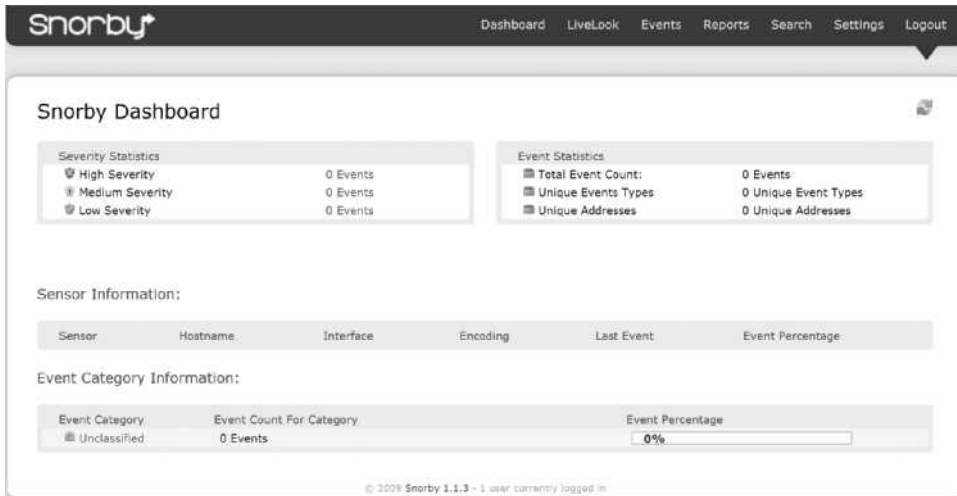 Snorby
Dashboard LiveLook Events Reports Search Settings Logout
Snorby Dashboard
Severity Statistics
High Severity 0 Events
Medium Severity 0 Events
Low Severity 0 Events
Event Statistics
Total Event Count: 0 Events
Unique Events Types 0 Unique Event Types
Unique Addresses 0 Unique Addresses
Sensor Information:
Sensor Hostname Interface Encoding Last Event Event Percentage
Event Category Information:
Event Category Event Count For Category Event Percentage
Unclassified 0 Events 0%
© 2009 Snorby 1.1.3 - 1 user currently logged in